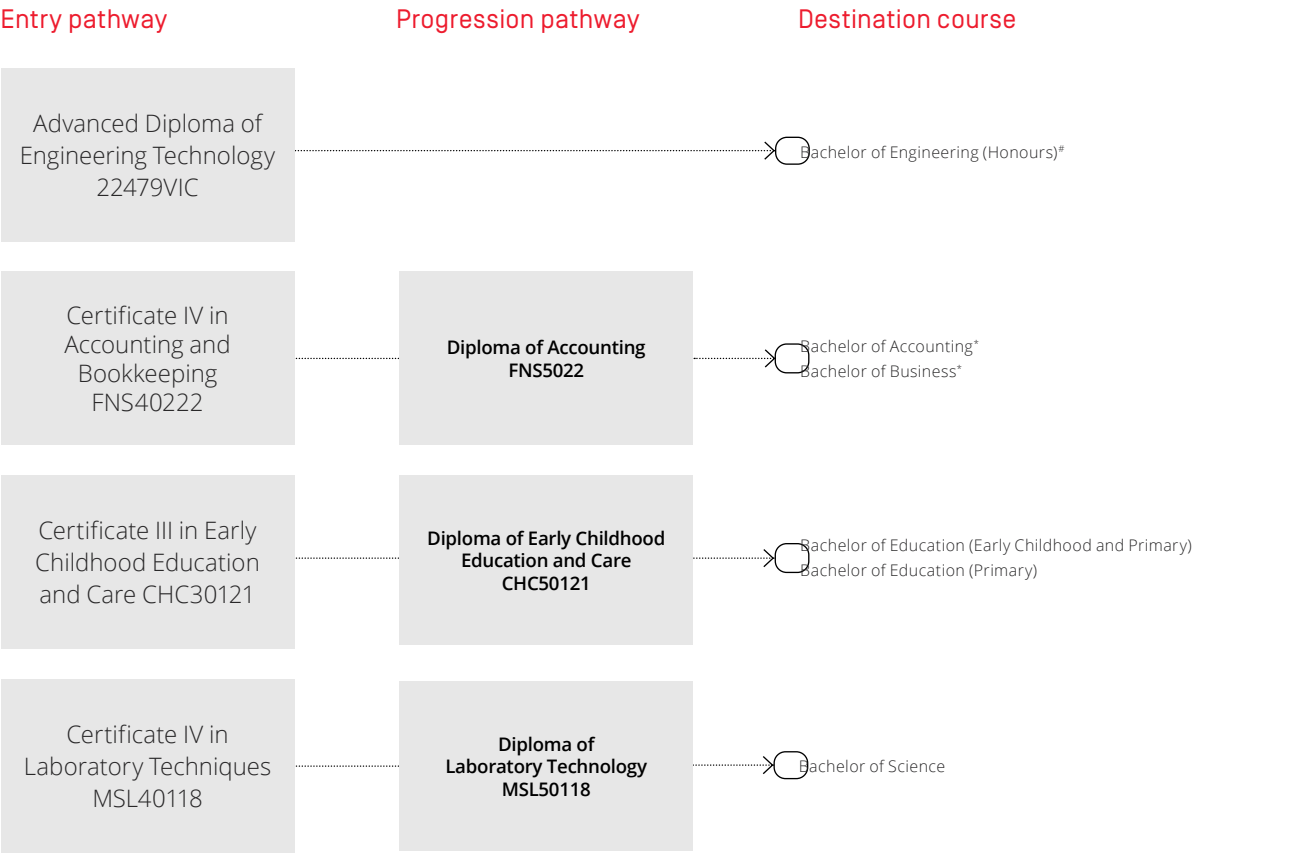 Entry pathway
Progression pathway
Destination course
Advanced Diploma of
Engineering Technology
22479VIC
Bachelor of Engineering (Honours)#
Certificate IV in
Accounting and
Bookkeeping
FNS40222
Diploma of Accounting
FNS5022
Bachelor of Accounting*
Bachelor of Business*
Certificate III in Early
Childhood Education
and Care CHC30121
Diploma of Early Childhood
Education and Care
CHC50121
Bachelor of Education (Early Childhood and Primary)
Bachelor of Education (Primary)
Certificate IV in
Laboratory Techniques
MSL40118
Diploma of
Laboratory Technology
MSL50118
Bachelor of Science